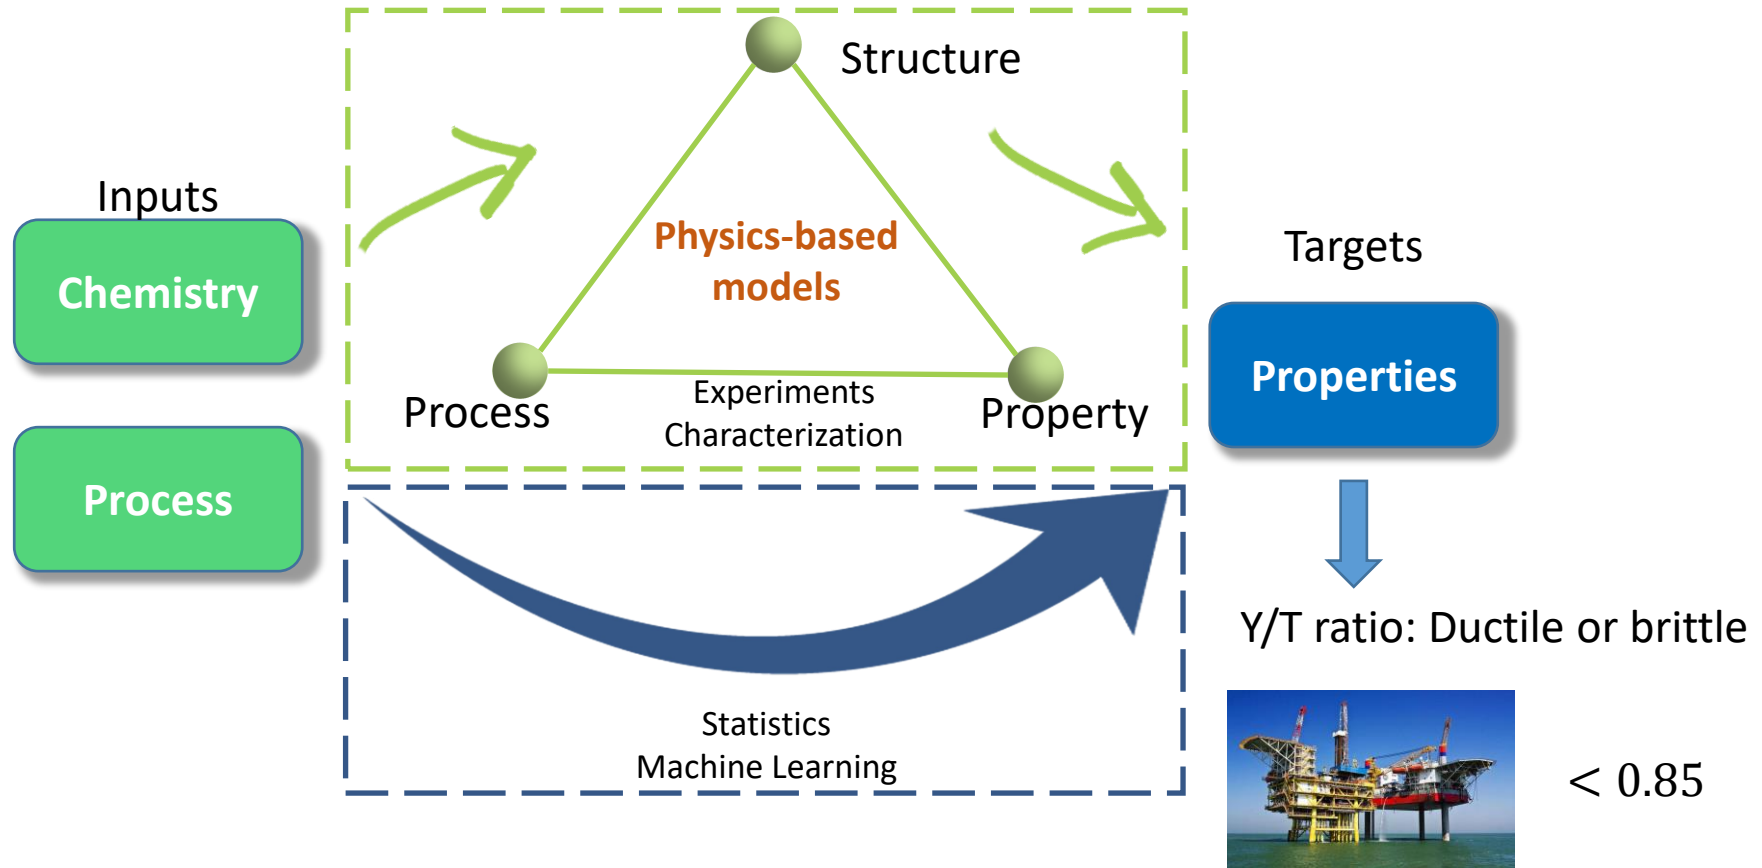 Inputs
Chemistry
Process
Structure
Physics-based
models
Process
Experiments
Characterization
Property
Statistics
Machine Learning
Targets
Properties
Y/T ratio: Ductile or brittle
< 0.85